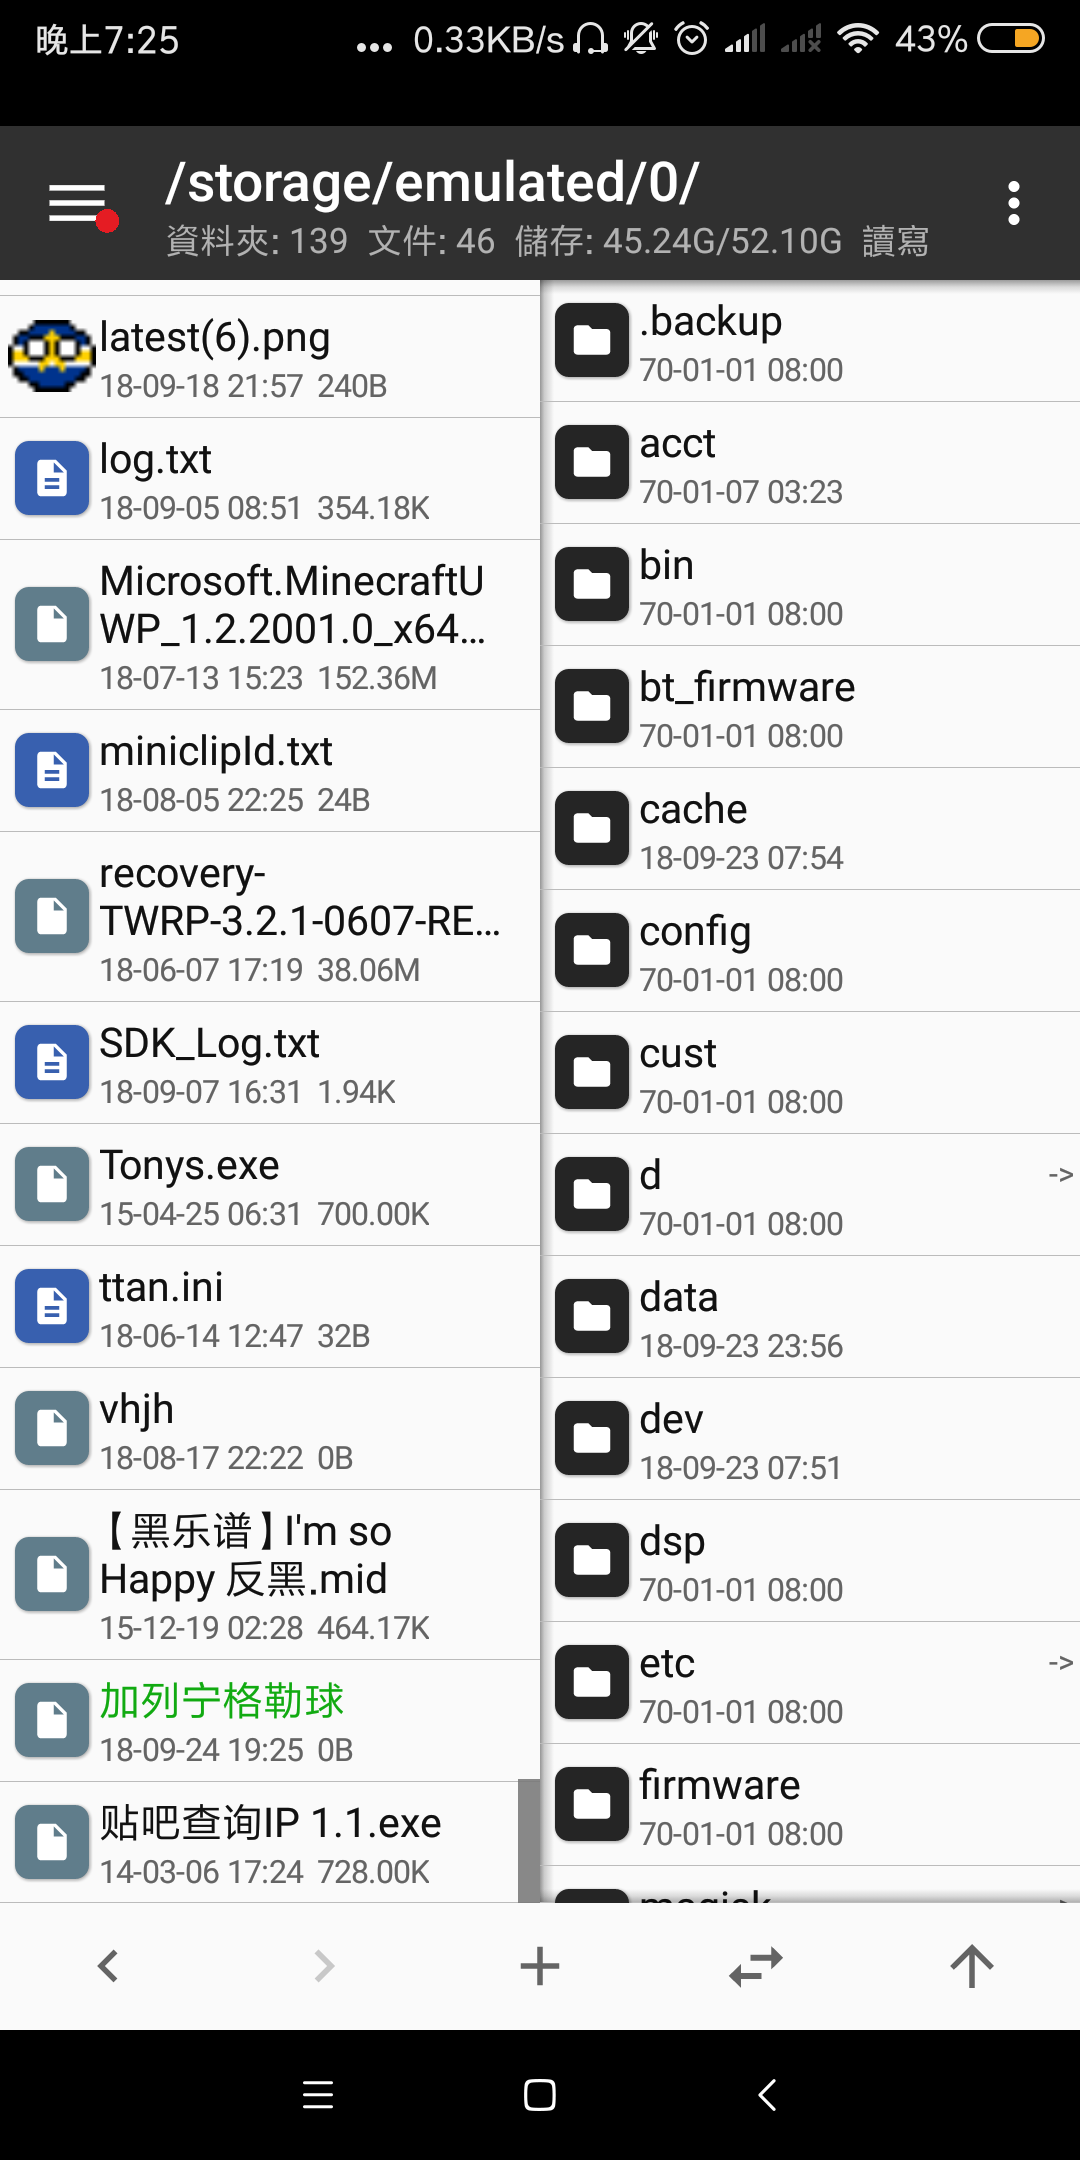 晚上7:25
... 0.33KB/s
43%
/storage/emulated/0/
資料夾: 139 文件: 46 儲存: 45.24G/52.10G 讀寫
latest(6).png
18-09-18 21:57 240B
log.txt
18-09-05 08:51 354.18K
Microsoft.MinecraftU
WP_1.2.2001.0_x64...
18-07-13 15:23 152.36M
miniclipId.txt
18-08-05 22:25 24B
recovery-
TWRP-3.2.1-0607-RE...
18-06-07 17:19 38.06M
SDK_Log.txt
18-09-07 16:31 1.94K
Tonys.exe
15-04-25 06:31 700.00K
ttan.ini
18-06-14 12:47 32B
vhjh
18-08-17 22:22 0B
【黑乐谱】I'm so
Happy 反黑.mid
15-12-19 02:28 464.17K
加列宁格勒球
18-09-24 19:25 0B
贴吧查询IP 1.1.exe
14-03-06 17:24 728.00K
.backup
70-01-01 08:00
acct
70-01-07 03:23
bin
70-01-01 08:00
bt_firmware
70-01-01 08:00
cache
18-09-23 07:54
config
70-01-01 08:00
cust
70-01-01 08:00
d ->
70-01-01 08:00
data
18-09-23 23:56
dev
18-09-23 07:51
dsp
70-01-01 08:00
etc ->
70-01-01 08:00
firmware
70-01-01 08:00